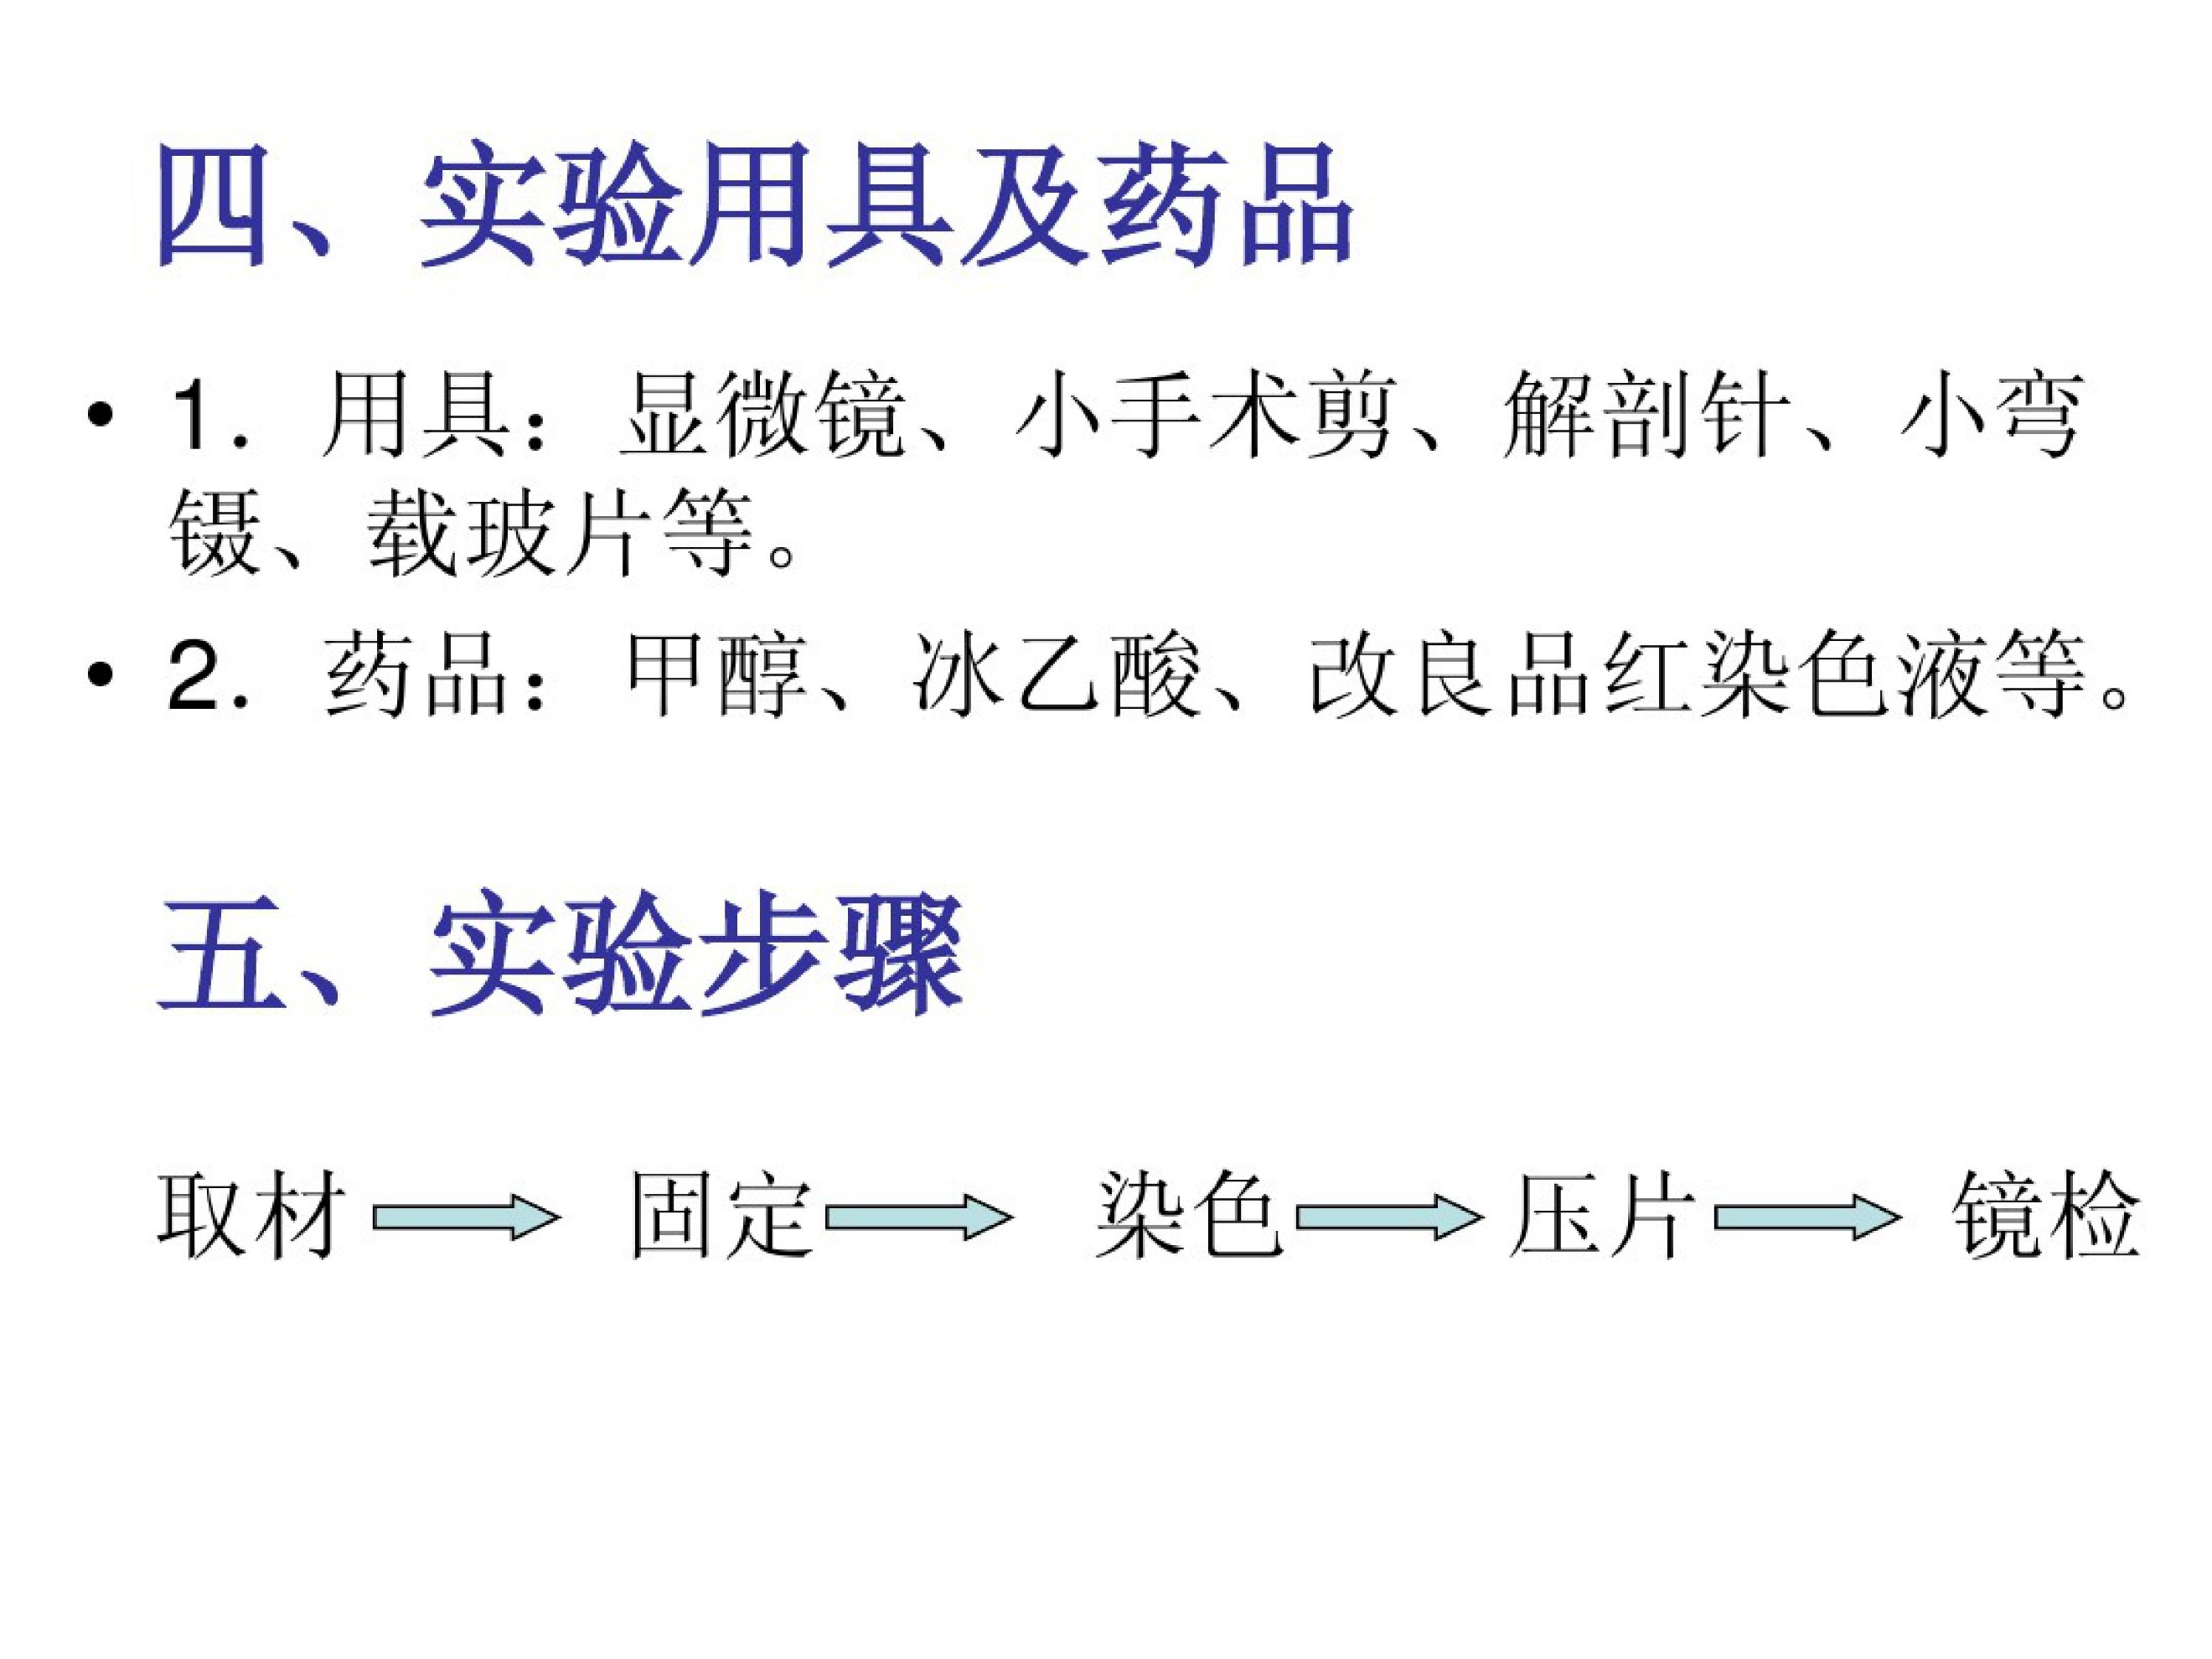 四、实验用具及药品
• 1. 用具：显微镜、小手术剪、解剖针、小弯
镊、载玻片等。
• 2. 药品：甲醇、冰乙酸、改良品红染色液等。
五、实验步骤
取材 固定 染色 压片 镜检